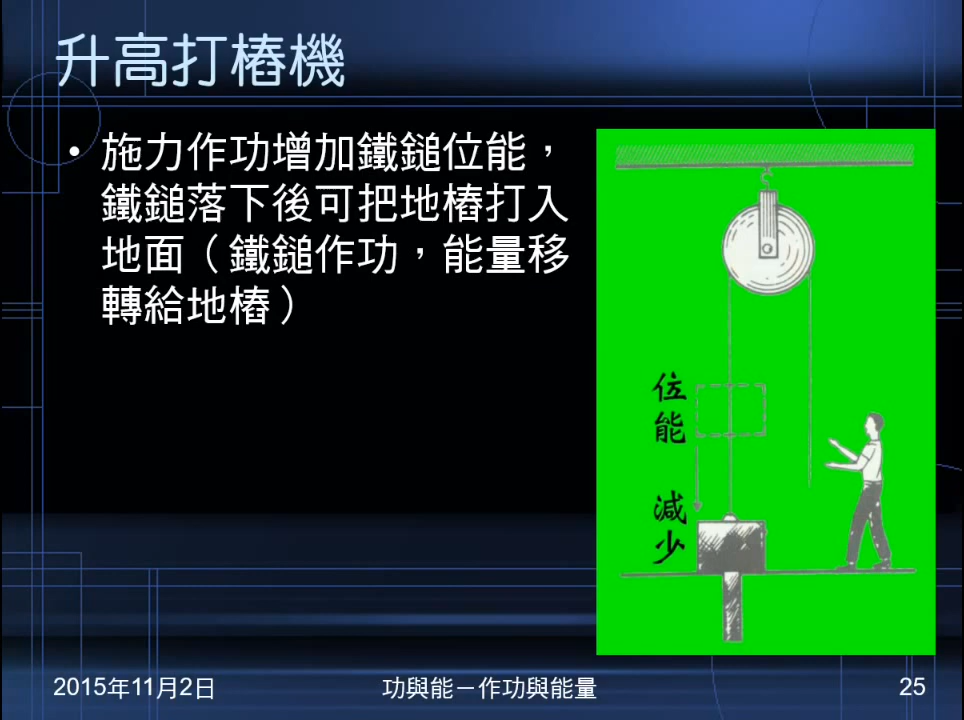 升高打樁機
• 施力作功增加鐵鎚位能，
鐵鎚落下後可把地樁打入
地面（鐵鎚作功，能量移
轉給地樁）
位能 減少
2015年11月2日
功與能－作功與能量
25